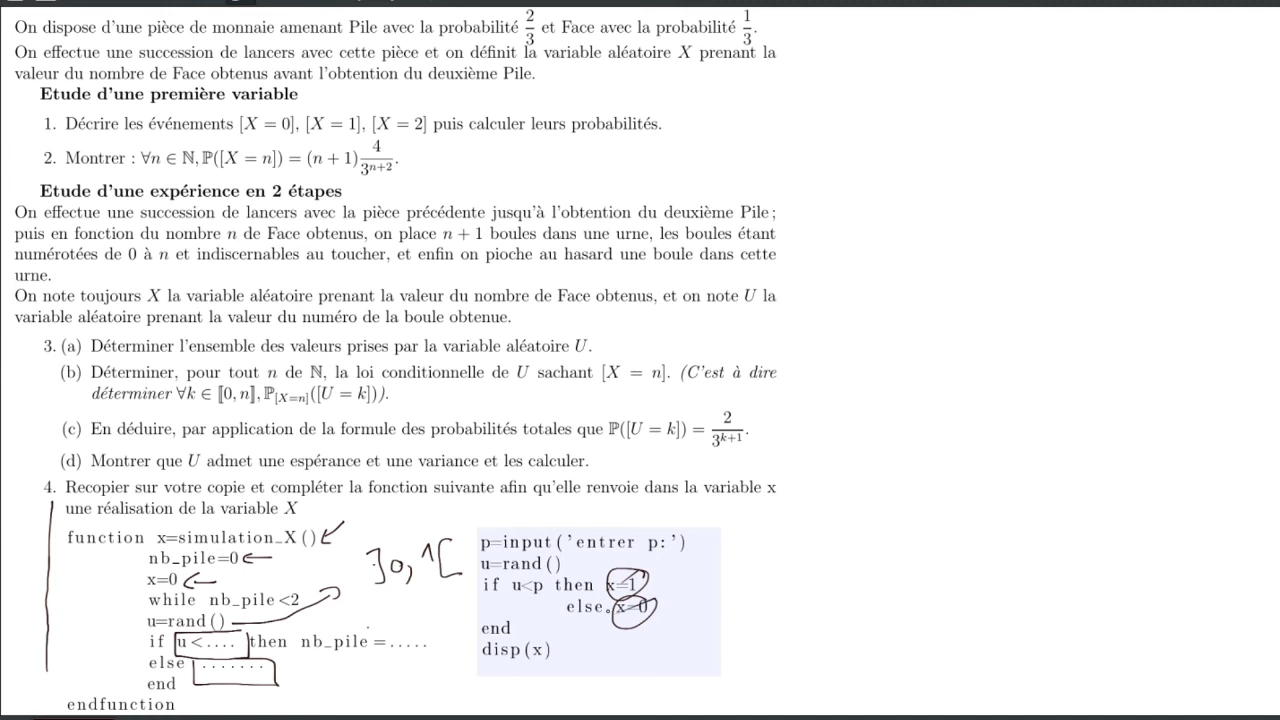 On dispose d'une pièce de monnaie amenant Pile avec la probabilité 2/3 et Face avec la probabilité 1/3.
On effectue une succession de lancers avec cette pièce et on définit la variable aléatoire X prenant la
valeur du nombre de Face obtenus avant l'obtention du deuxième Pile.
Etude d'une première variable
1. Décrire les événements [X = 0], [X = 1], [X = 2] puis calculer leurs probabilités.
2. Montrer : ∀n ∈ ℕ, ℙ([X = n]) = (n + 1) 4/3^{n+2}.
Etude d'une expérience en 2 étapes
On effectue une succession de lancers avec la pièce précédente jusqu'à l'obtention du deuxième Pile ;
puis en fonction du nombre n de Face obtenus, on place n + 1 boules dans une urne, les boules étant
numérotées de 0 à n et indiscernables au toucher, et enfin on pioche au hasard une boule dans cette
urne.
On note toujours X la variable aléatoire prenant la valeur du nombre de Face obtenus, et on note U la
variable aléatoire prenant la valeur du numéro de la boule obtenue.
3. (a) Déterminer l'ensemble des valeurs prises par la variable aléatoire U.
(b) Déterminer, pour tout n de ℕ, la loi conditionnelle de U sachant [X = n]. (C'est à dire
déterminer ∀k ∈ ⟦0, n⟧, ℙ_{[X=n]}([U = k])).
(c) En déduire, par application de la formule des probabilités totales que ℙ([U = k]) = 2/3^{k+1}.
(d) Montrer que U admet une espérance et une variance et les calculer.
4. Recopier sur votre copie et compléter la fonction suivante afin qu'elle renvoie dans la variable x
une réalisation de la variable X
function x=simulation_X()
nb_pile=0
x=0
while nb_pile<2
u=rand()
if u<.... then nb_pile=.....
else .......
end
endfunction
]0,1[
p=input('entrer p:')
u=rand()
if u<p then x=1
else x=0
end
disp(x)